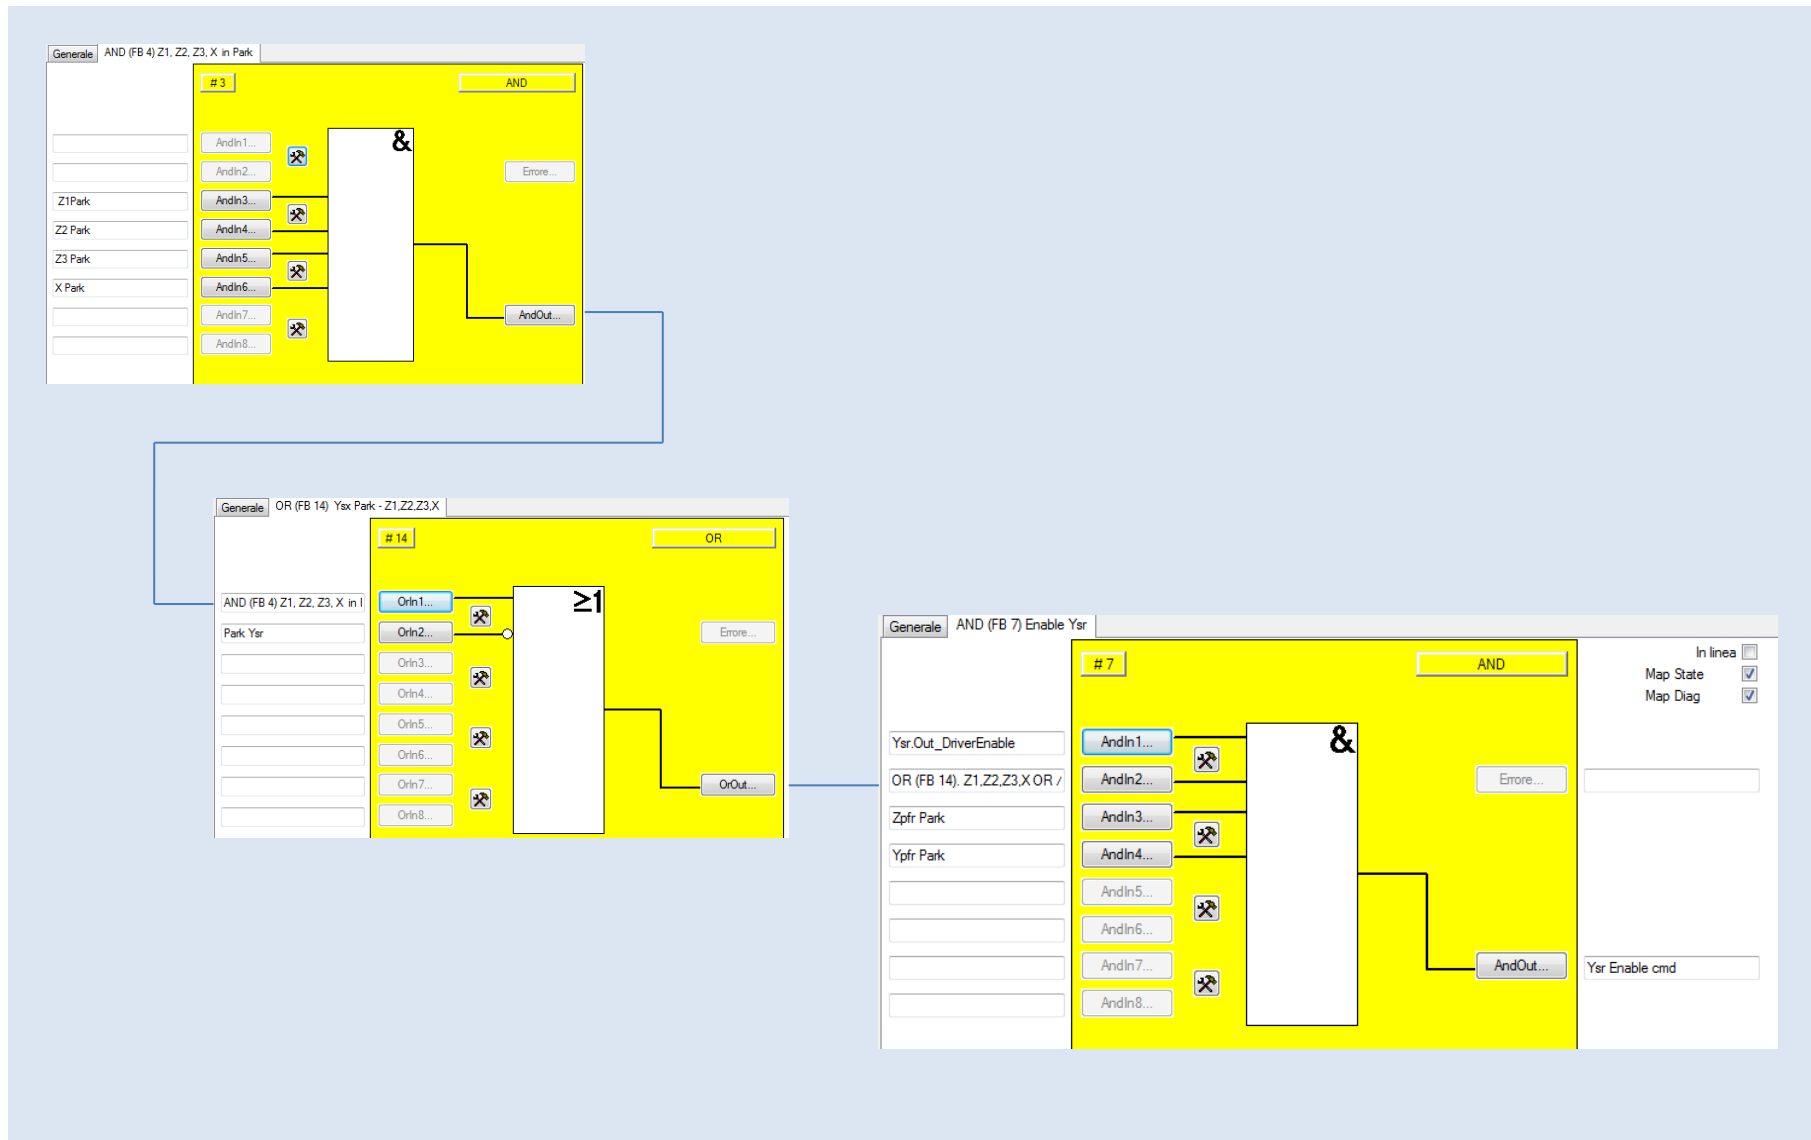 Generale AND (FB 4) Z1, Z2, Z3, X in Park
# 3 AND
AndIn1... &
AndIn2... Errore...
Z1Park AndIn3...
Z2 Park AndIn4...
Z3 Park AndIn5...
X Park AndIn6...
AndIn7... AndOut...
AndIn8...
Generale OR (FB 14) Ysx Park - Z1,Z2,Z3,X
# 14 OR
AND (FB 4) Z1, Z2, Z3, X in OrIn1... ≥1
Park Ysr OrIn2... Errore...
OrIn3...
OrIn4...
OrIn5...
OrIn6...
OrIn7... OrOut...
OrIn8...
Generale AND (FB 7) Enable Ysr
In linea
# 7 AND
Map State
Map Diag
Ysr.Out_DriverEnable AndIn1... &
OR (FB 14). Z1,Z2,Z3,X OR / AndIn2... Errore...
Zpfr Park AndIn3...
Ypfr Park AndIn4...
AndIn5...
AndIn6...
AndIn7... AndOut... Ysr Enable cmd
AndIn8...